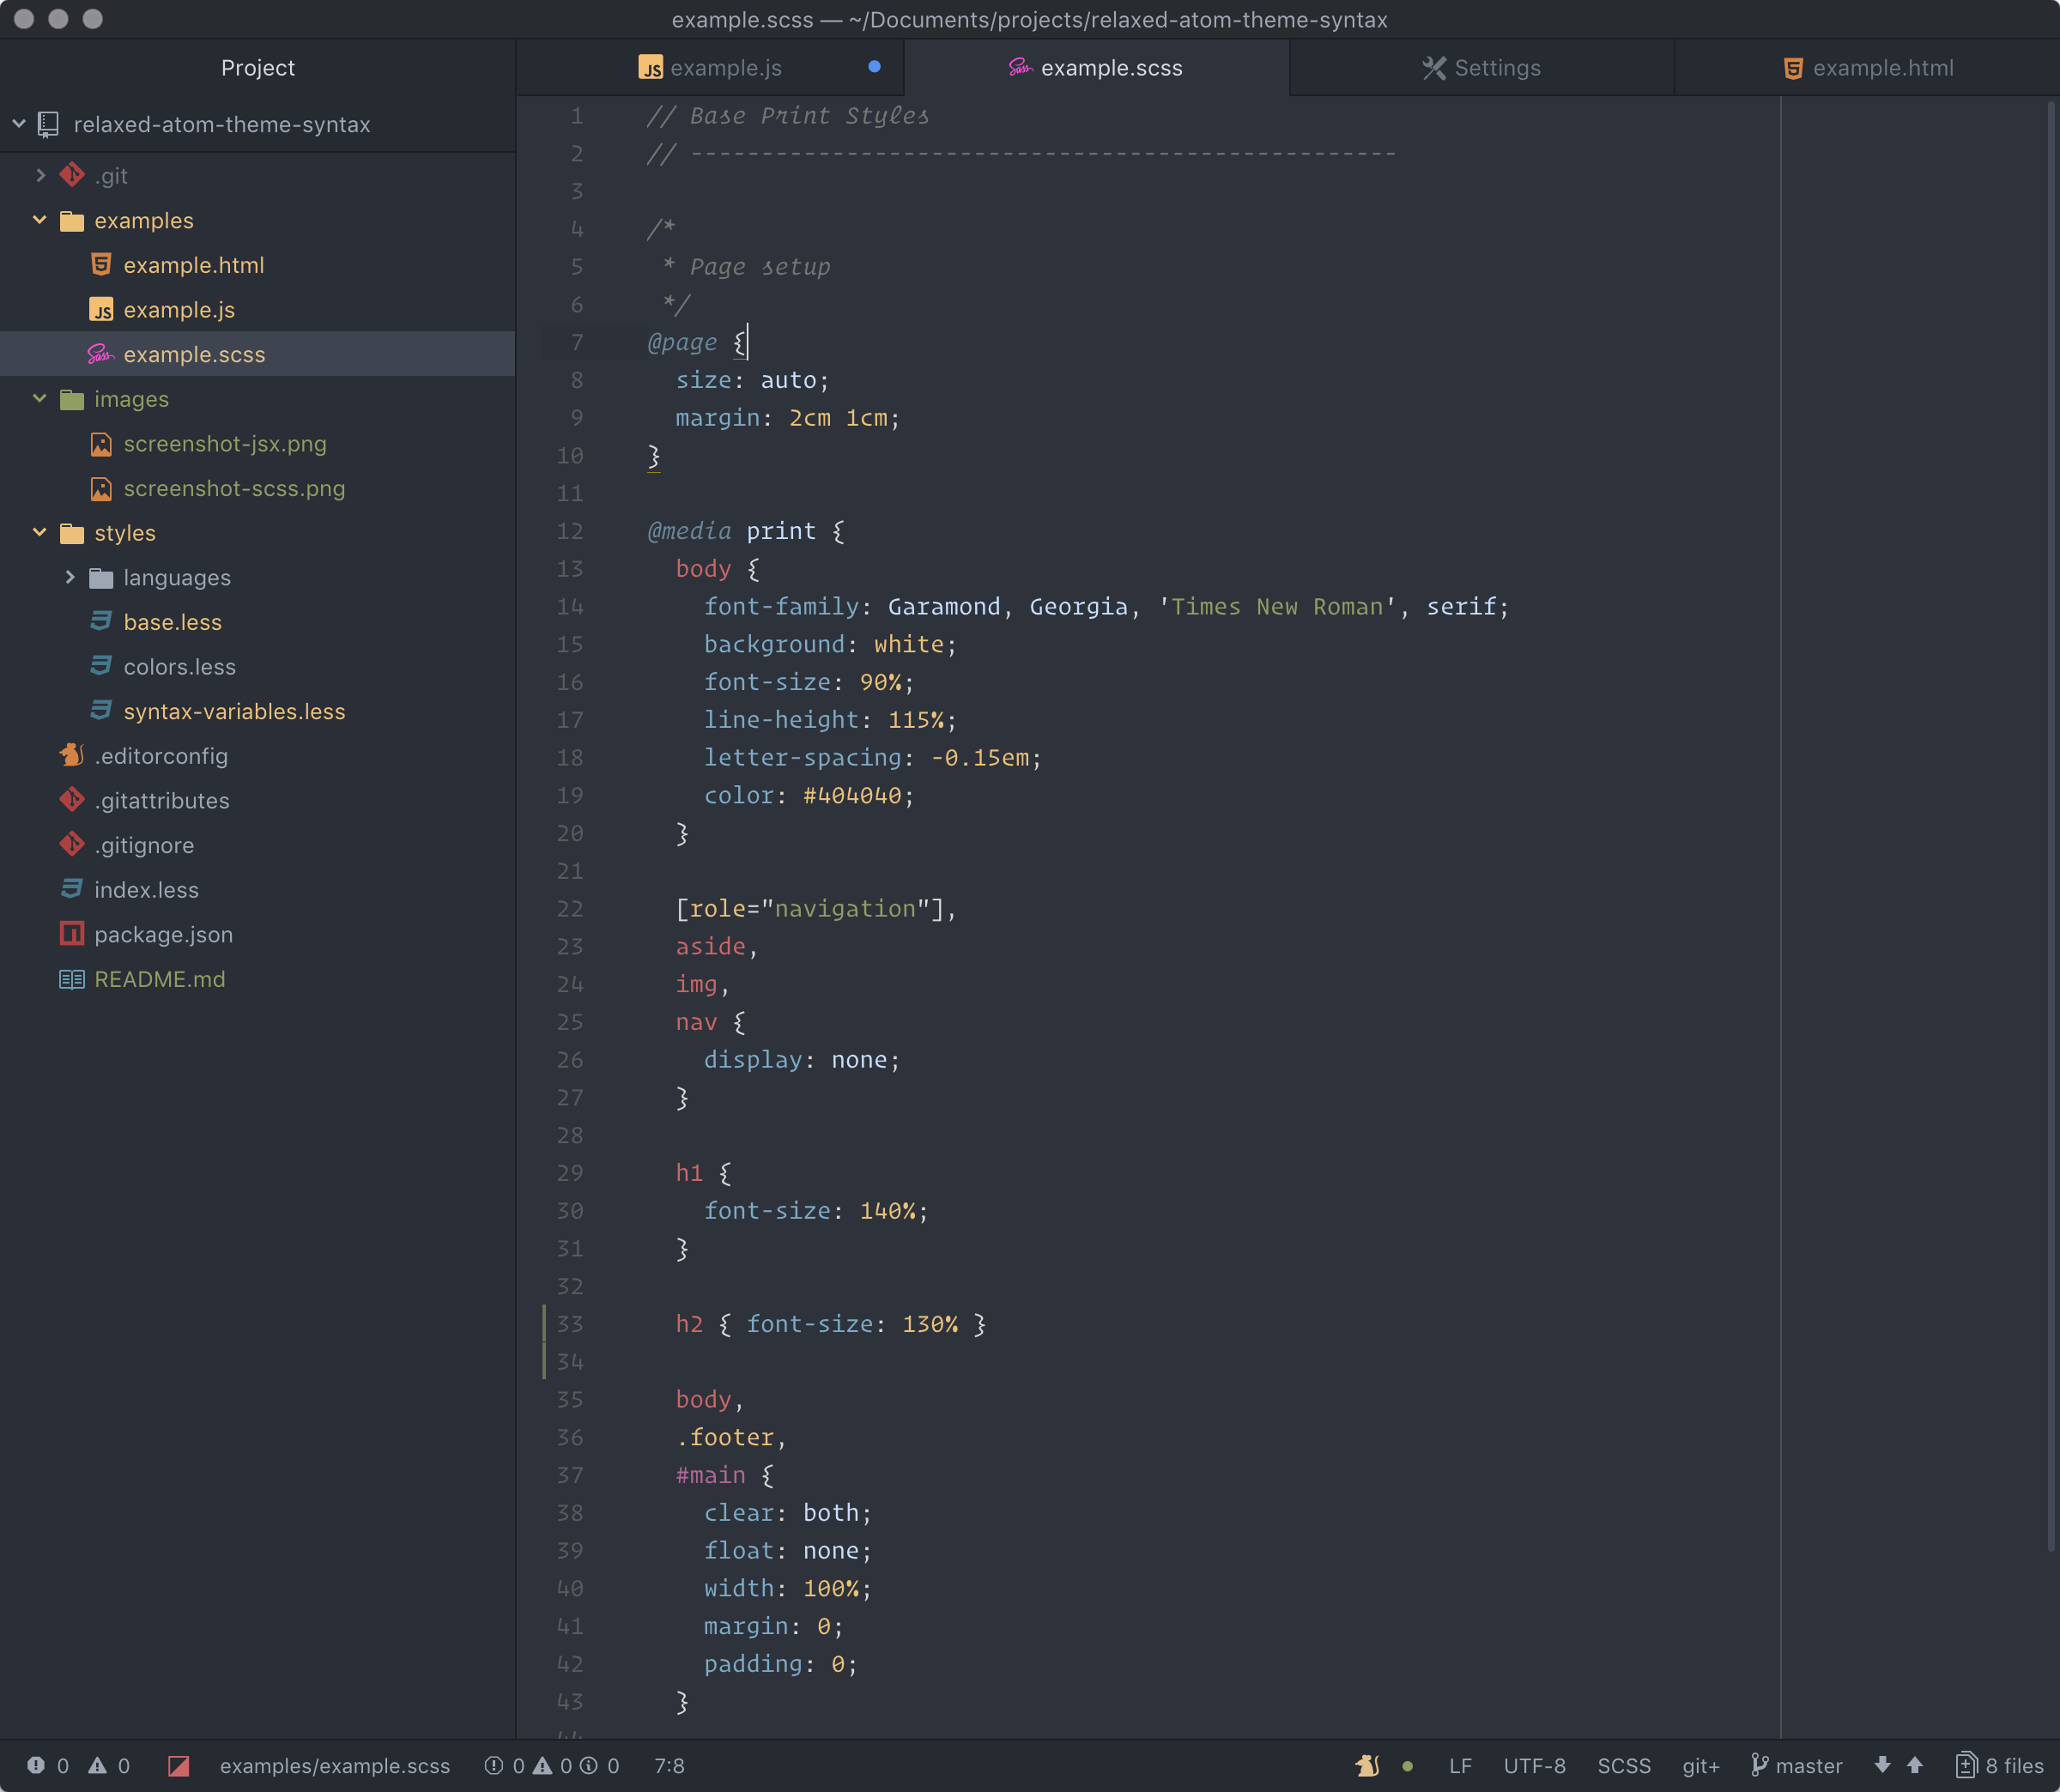 example.scss — ~/Documents/projects/relaxed-atom-theme-syntax
Project
example.js
example.scss
Settings
example.html
relaxed-atom-theme-syntax
.git
examples
example.html
example.js
example.scss
images
screenshot-jsx.png
screenshot-scss.png
styles
languages
base.less
colors.less
syntax-variables.less
.editorconfig
.gitattributes
.gitignore
index.less
package.json
README.md
1 // Base Print Styles
2 // --------------------------------------------------
3
4 /*
5  * Page setup
6  */
7 @page {
8   size: auto;
9   margin: 2cm 1cm;
10 }
11
12 @media print {
13   body {
14     font-family: Garamond, Georgia, 'Times New Roman', serif;
15     background: white;
16     font-size: 90%;
17     line-height: 115%;
18     letter-spacing: -0.15em;
19     color: #404040;
20   }
21
22   [role="navigation"],
23   aside,
24   img,
25   nav {
26     display: none;
27   }
28
29   h1 {
30     font-size: 140%;
31   }
32
33   h2 { font-size: 130% }
34
35   body,
36   .footer,
37   #main {
38     clear: both;
39     float: none;
40     width: 100%;
41     margin: 0;
42     padding: 0;
43   }
0 0 examples/example.scss 0 0 0 7:8 LF UTF-8 SCSS git+ master 8 files